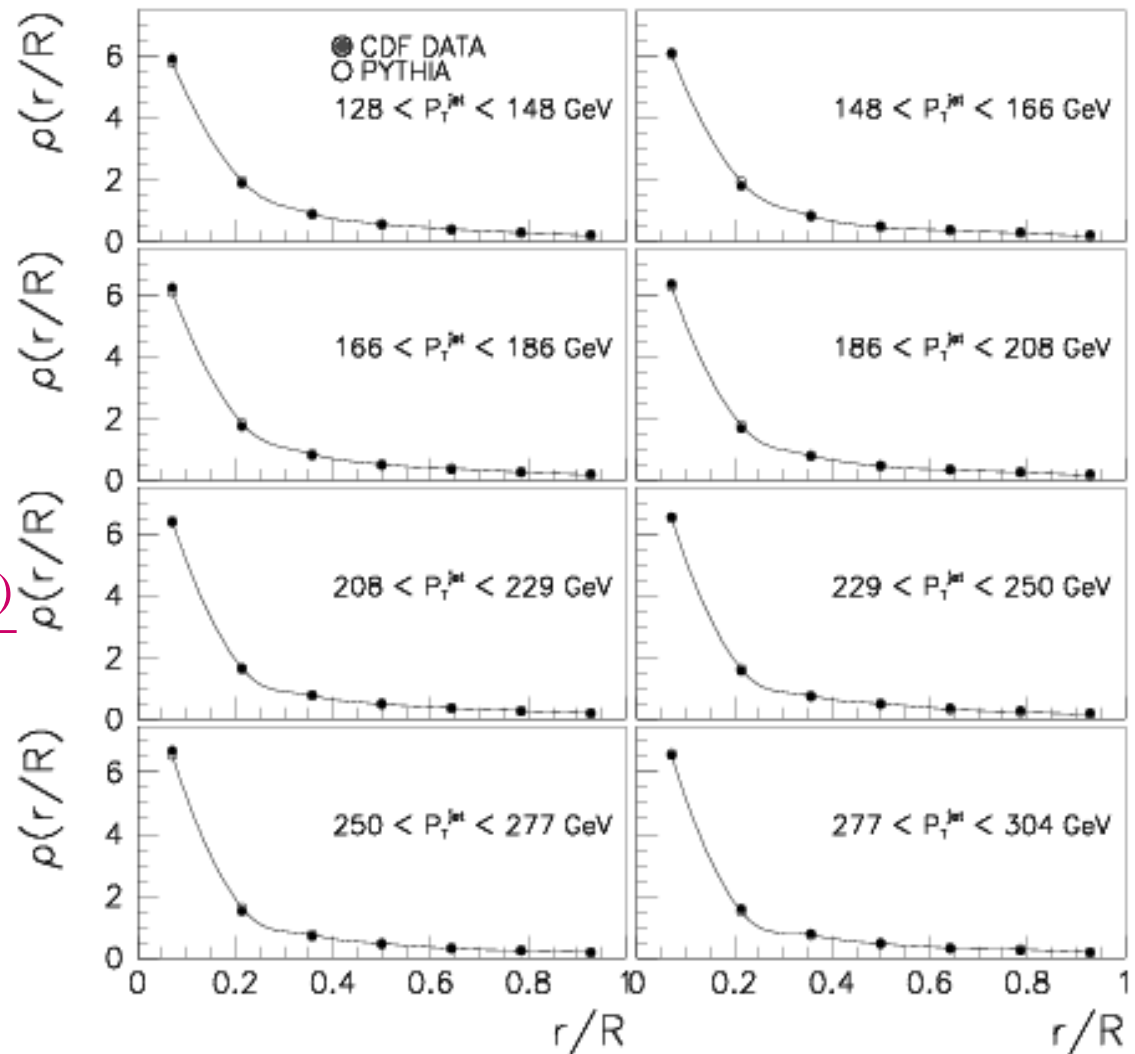 ρ(r/R)
6
4
2
0
● CDF DATA
○ PYTHIA
128 < P_T^jet < 148 GeV
148 < P_T^jet < 166 GeV
ρ(r/R)
6
4
2
0
166 < P_T^jet < 186 GeV
186 < P_T^jet < 208 GeV
)
ρ(r/R)
6
4
2
0
208 < P_T^jet < 229 GeV
229 < P_T^jet < 250 GeV
ρ(r/R)
6
4
2
0
250 < P_T^jet < 277 GeV
277 < P_T^jet < 304 GeV
0 0.2 0.4 0.6 0.8 10 0.2 0.4 0.6 0.8 1
r/R r/R